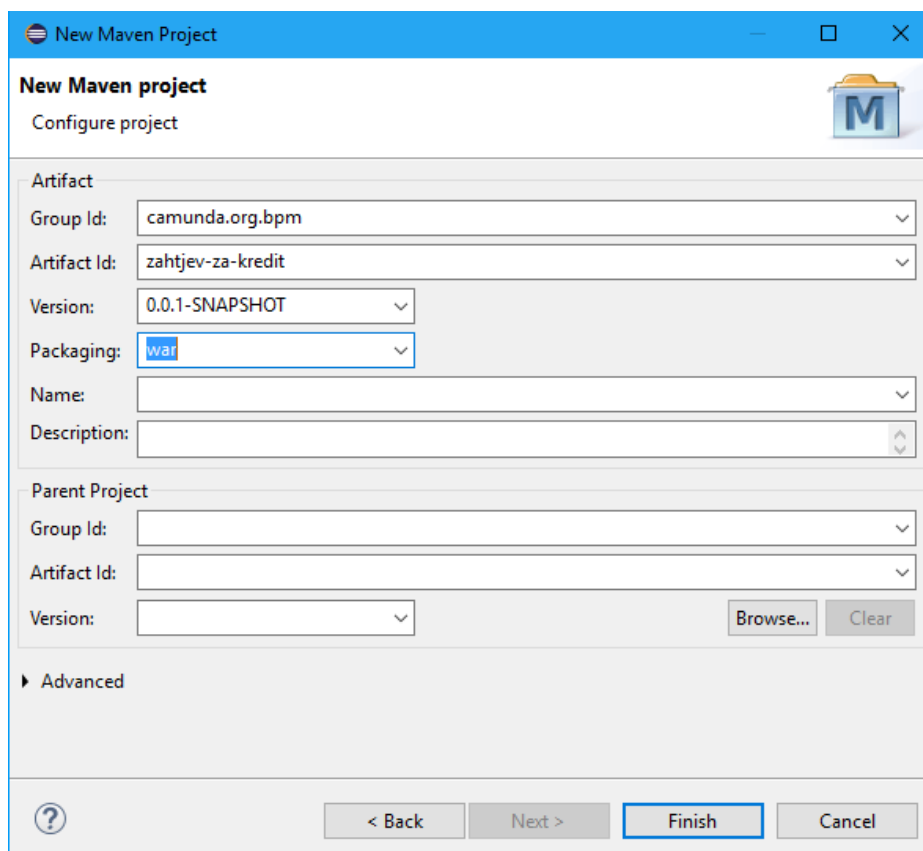 New Maven Project
New Maven project
Configure project
M
Artifact
Group Id: camunda.org.bpm
Artifact Id: zahtjev-za-kredit
Version: 0.0.1-SNAPSHOT
Packaging: war
Name:
Description:
Parent Project
Group Id:
Artifact Id:
Version: Browse... Clear
Advanced
? < Back Next > Finish Cancel